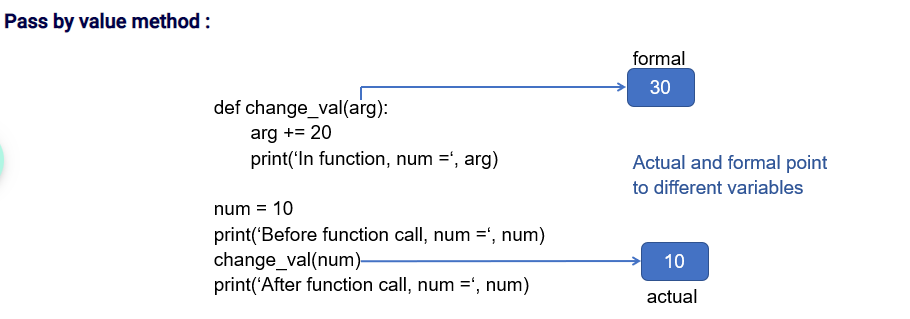 Pass by value method :
formal
30
def change_val(arg):
arg += 20
print(‘In function, num =‘, arg)
Actual and formal point
to different variables
num = 10
print(‘Before function call, num =‘, num)
change_val(num)
10
print(‘After function call, num =‘, num)
actual